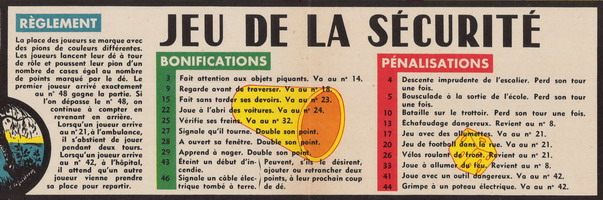 RÈGLEMENT
La place des joueurs se marque avec
des pions de couleurs différentes.
Les joueurs lancent leur dé à tour
de rôle et poussent leur pion d'un
nombre de cases égal au nombre
de points marqué par le dé. Le
premier joueur arrivé exactement
au n° 48 gagne la partie. Si
l'on dépasse le n° 48, on
continue à compter en
revenant en arrière.
Lorsqu'un joueur arrive
au n° 21, à l'ambulance,
il s'abstient de jouer
pendant deux tours.
Lorsqu'un joueur arrive
au n° 42, à l'hôpital,
il attend qu'un autre
joueur vienne prendre
sa place pour repartir.
JEU DE LA SÉCURITÉ
BONIFICATIONS
3 Fait attention aux objets piquants. Va au n° 14.
9 Regarde avant de traverser. Va au n° 18.
15 Fait sans tarder ses devoirs. Va au n° 23.
22 Joue à l'abri des voitures. Va au n° 24.
25 Vérifie ses freins. Va au n° 32.
27 Signale qu'il tourne. Double son point.
28 A ouvert sa fenêtre. Double son point.
29 Apprend à nager. Double son point.
43 Éteint un début d'incendie.
46 Signale un câble électrique tombé à terre.
Peuvent, s'ils le désirent,
ajouter ou retrancher deux
points, à leur prochain coup
de dé.
PÉNALISATIONS
4 Descente imprudente de l'escalier. Perd son tour
une fois.
5 Bousculade à la sortie de l'école. Perd son tour
une fois.
10 Bataille sur le trottoir. Perd son tour une fois.
13 Échafaudage dangereux. Revient au n° 8.
17 Jeu avec des allumettes. Va au n° 21.
20 Jeu de football dans la rue. Va au n° 21.
26 Vélos roulant de front. Revient au n° 21.
38 Joue à allumer du feu. Revient au n° 8.
41 Joue avec un outil dangereux. Va au n° 42.
44 Grimpe à un poteau électrique. Va au n° 42.